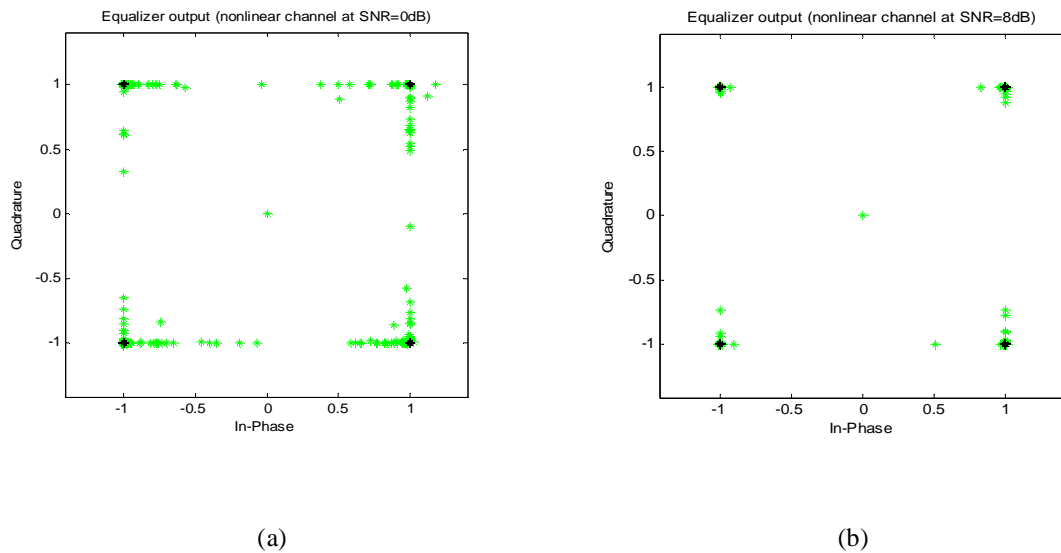 Equalizer output (nonlinear channel at SNR=0dB)
1
0.5
0
-0.5
-1
Quadrature
-1
-0.5
0
0.5
1
In-Phase
(a)
Equalizer output (nonlinear channel at SNR=8dB)
1
0.5
0
-0.5
-1
Quadrature
-1
-0.5
0
0.5
1
In-Phase
(b)